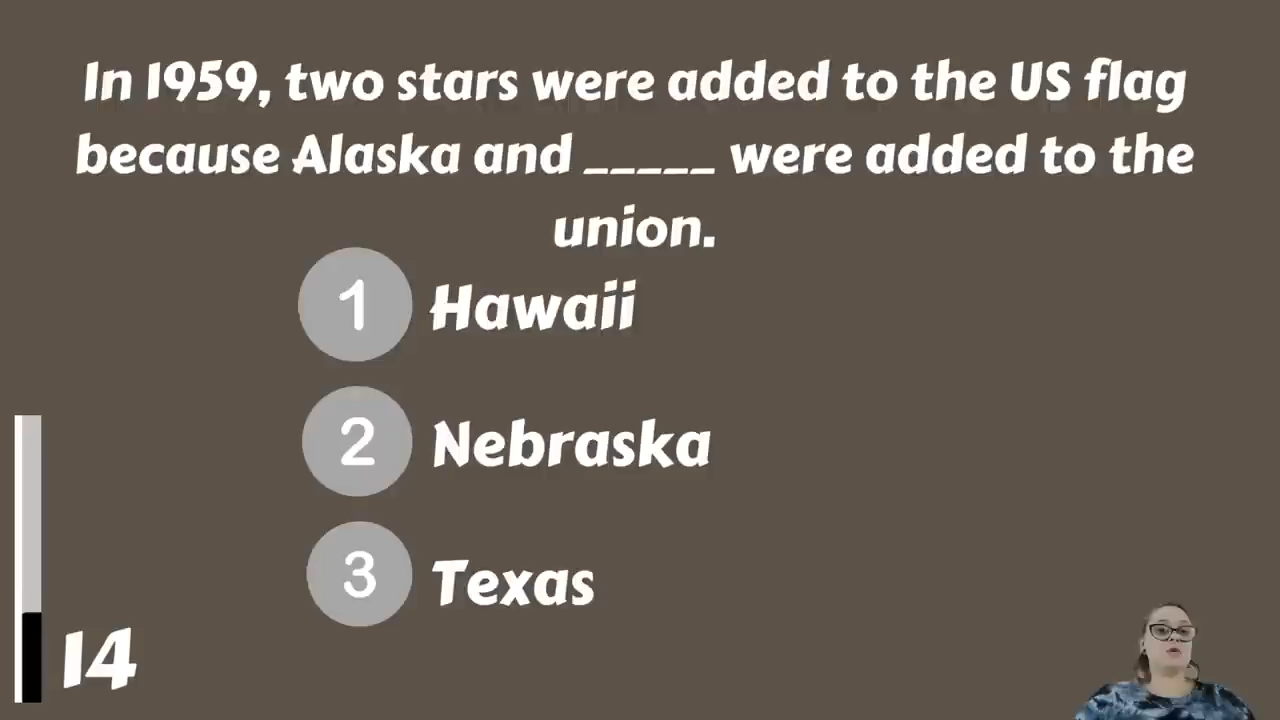 In 1959, two stars were added to the US flag
because Alaska and _____ were added to the
union.
1 Hawaii
2 Nebraska
3 Texas
14